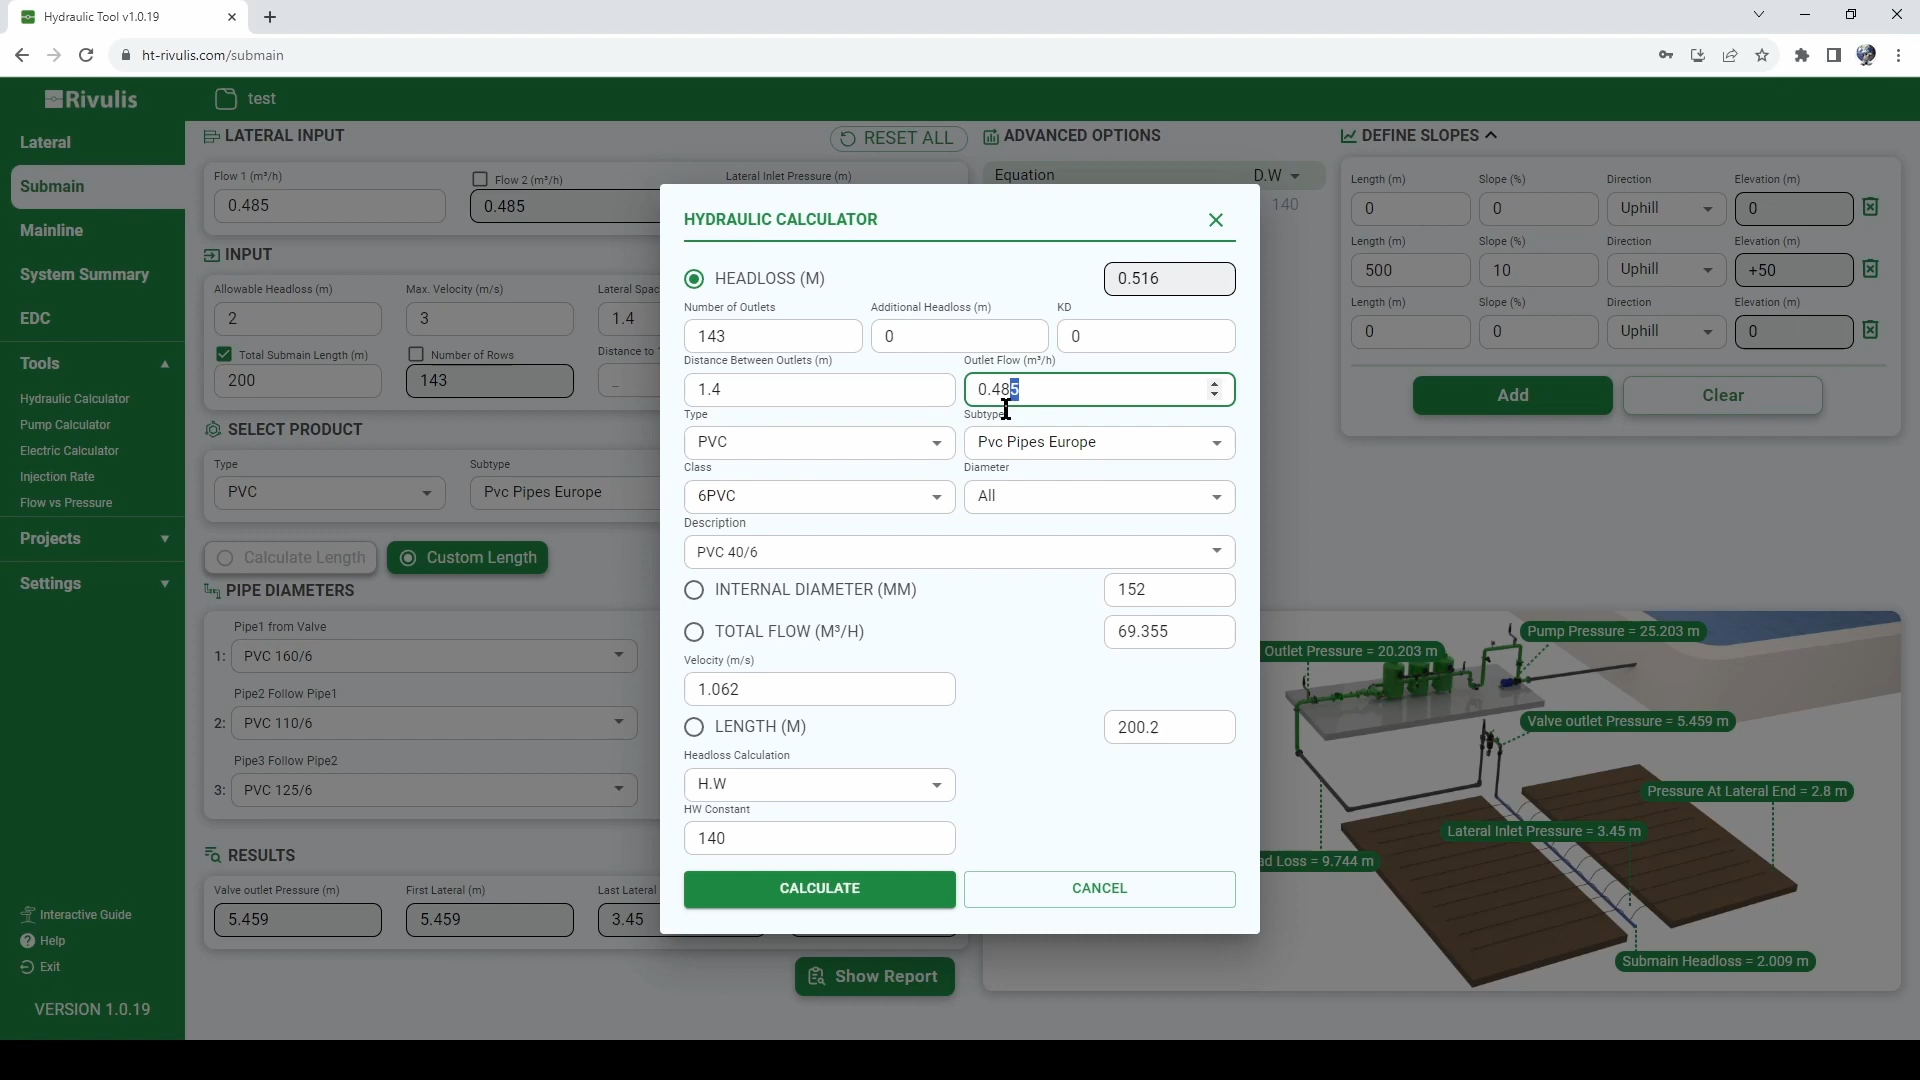 Hydraulic Tool v1.0.19
ht-rivulis.com/submain
Rivulis
test
Lateral
Submain
Mainline
System Summary
EDC
Tools
Hydraulic Calculator
Pump Calculator
Electric Calculator
Injection Rate
Flow vs Pressure
Projects
Settings
Interactive Guide
Help
Exit
VERSION 1.0.19
LATERAL INPUT
RESET ALL
Flow 1 (m³/h)
Flow 2 (m³/h)
Lateral Inlet Pressure (m)
0.485
0.485
INPUT
Allowable Headloss (m)
Max. Velocity (m/s)
Lateral Spac
2
3
1.4
Total Submain Length (m)
Number of Rows
Distance to
200
143
_
SELECT PRODUCT
Type
Subtype
PVC
Pvc Pipes Europe
Calculate Length
Custom Length
PIPE DIAMETERS
Pipe1 from Valve
1: PVC 160/6
Pipe2 Follow Pipe1
2: PVC 110/6
Pipe3 Follow Pipe2
3: PVC 125/6
RESULTS
Valve outlet Pressure (m)
First Lateral (m)
Last Lateral
5.459
5.459
3.45
Show Report
ADVANCED OPTIONS
Equation
D.W
140
DEFINE SLOPES
Length (m)
Slope (%)
Direction
Elevation (m)
0
0
Uphill
0
Length (m)
Slope (%)
Direction
Elevation (m)
500
10
Uphill
+50
Length (m)
Slope (%)
Direction
Elevation (m)
0
0
Uphill
0
Add
Clear
HYDRAULIC CALCULATOR
HEADLOSS (M)
0.516
Number of Outlets
Additional Headloss (m)
KD
143
0
0
Distance Between Outlets (m)
Outlet Flow (m³/h)
1.4
0.485
Type
Subtype
PVC
Pvc Pipes Europe
Class
Diameter
6PVC
All
Description
PVC 40/6
INTERNAL DIAMETER (MM)
152
TOTAL FLOW (M³/H)
69.355
Velocity (m/s)
1.062
LENGTH (M)
200.2
Headloss Calculation
H.W
HW Constant
140
CALCULATE
CANCEL
Pump Pressure = 25.203 m
Outlet Pressure = 20.203 m
Valve outlet Pressure = 5.459 m
Pressure At Lateral End = 2.8 m
Lateral Inlet Pressure = 3.45 m
ad Loss = 9.744 m
Submain Headloss = 2.009 m